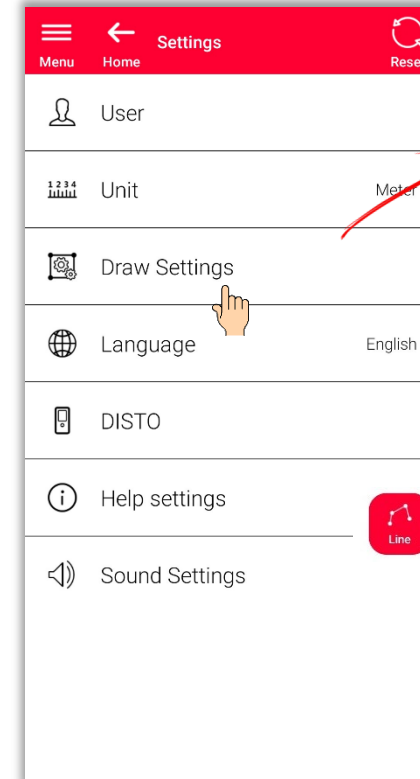 Settings
Menu
Home
User
1 2 3 4
Unit
Meter
Draw Settings
Language
English
DISTO
Help settings
Line
Sound Settings